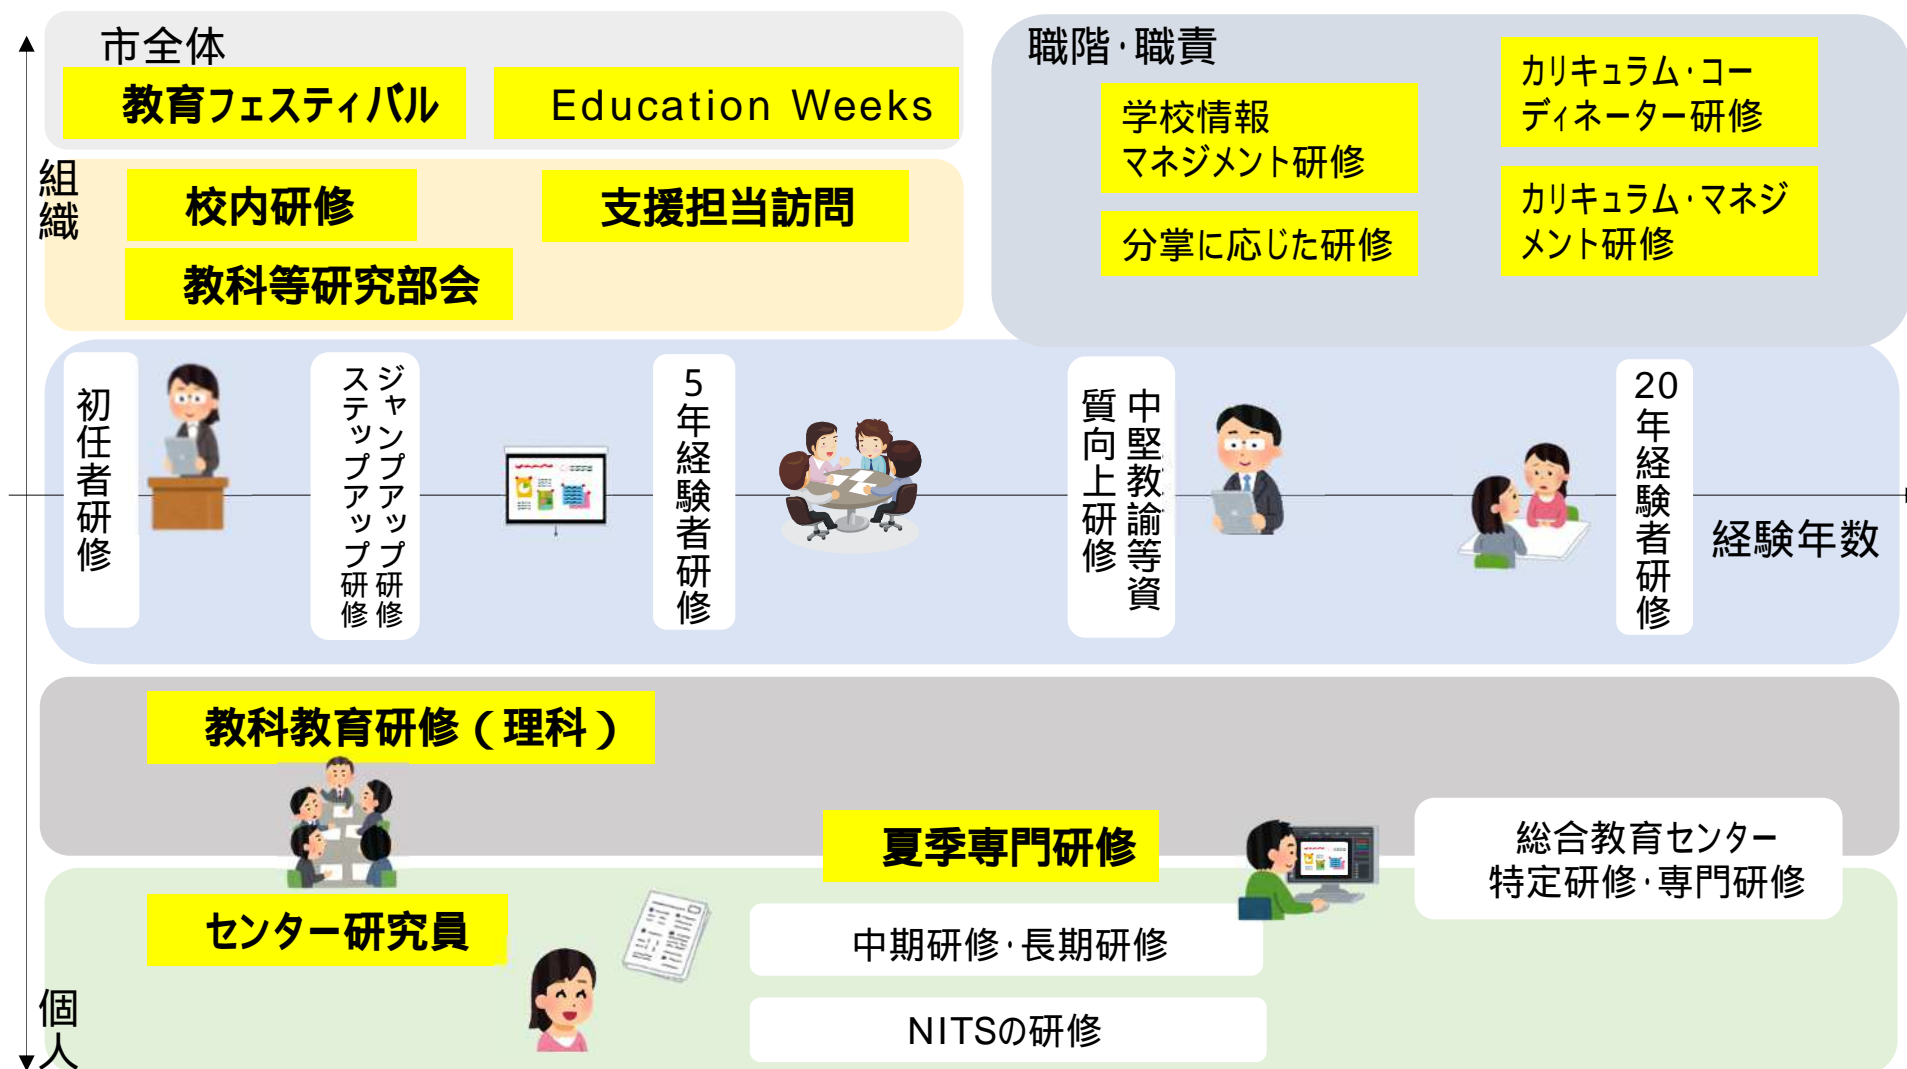 市全体
教育フェスティバル
Education Weeks
職階・職責
学校情報
マネジメント研修
カリキュラム・コー
ディネーター研修
分掌に応じた研修
カリキュラム・マネジ
メント研修
組織
校内研修
支援担当訪問
教科等研究部会
初任者研修
ジャンプアップ研修
ステップアップ研修
5年経験者研修
中堅教諭等資
質向上研修
20年経験者研修
経験年数
教科教育研修(理科)
夏季専門研修
総合教育センター
特定研修・専門研修
センター研究員
中期研修・長期研修
NITSの研修
個人